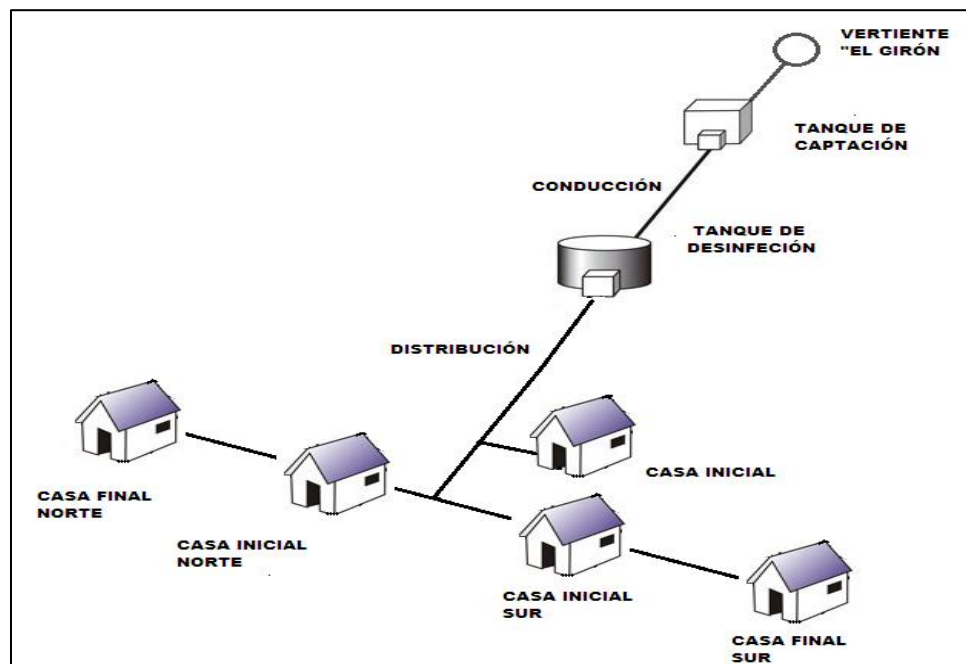 VERTIENTE
"EL GIRÓN
TANQUE DE
CAPTACIÓN
CONDUCCIÓN
TANQUE DE
DESINFECIÓN
DISTRIBUCIÓN
CASA INICIAL
CASA FINAL
NORTE
CASA INICIAL
NORTE
CASA INICIAL
SUR
CASA FINAL
SUR